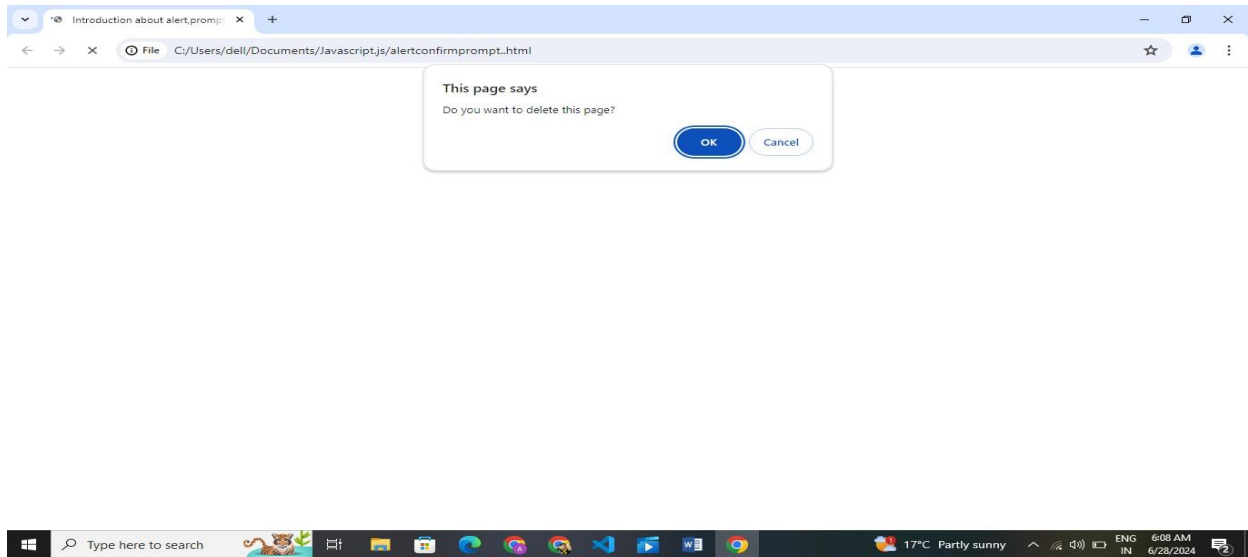 Introduction about alert,promp
File C:/Users/dell/Documents/Javascript.js/alertconfirmprompt..html
This page says
Do you want to delete this page?
OK Cancel
Type here to search
17°C Partly sunny
ENG 6:08 AM
IN 6/28/2024
2